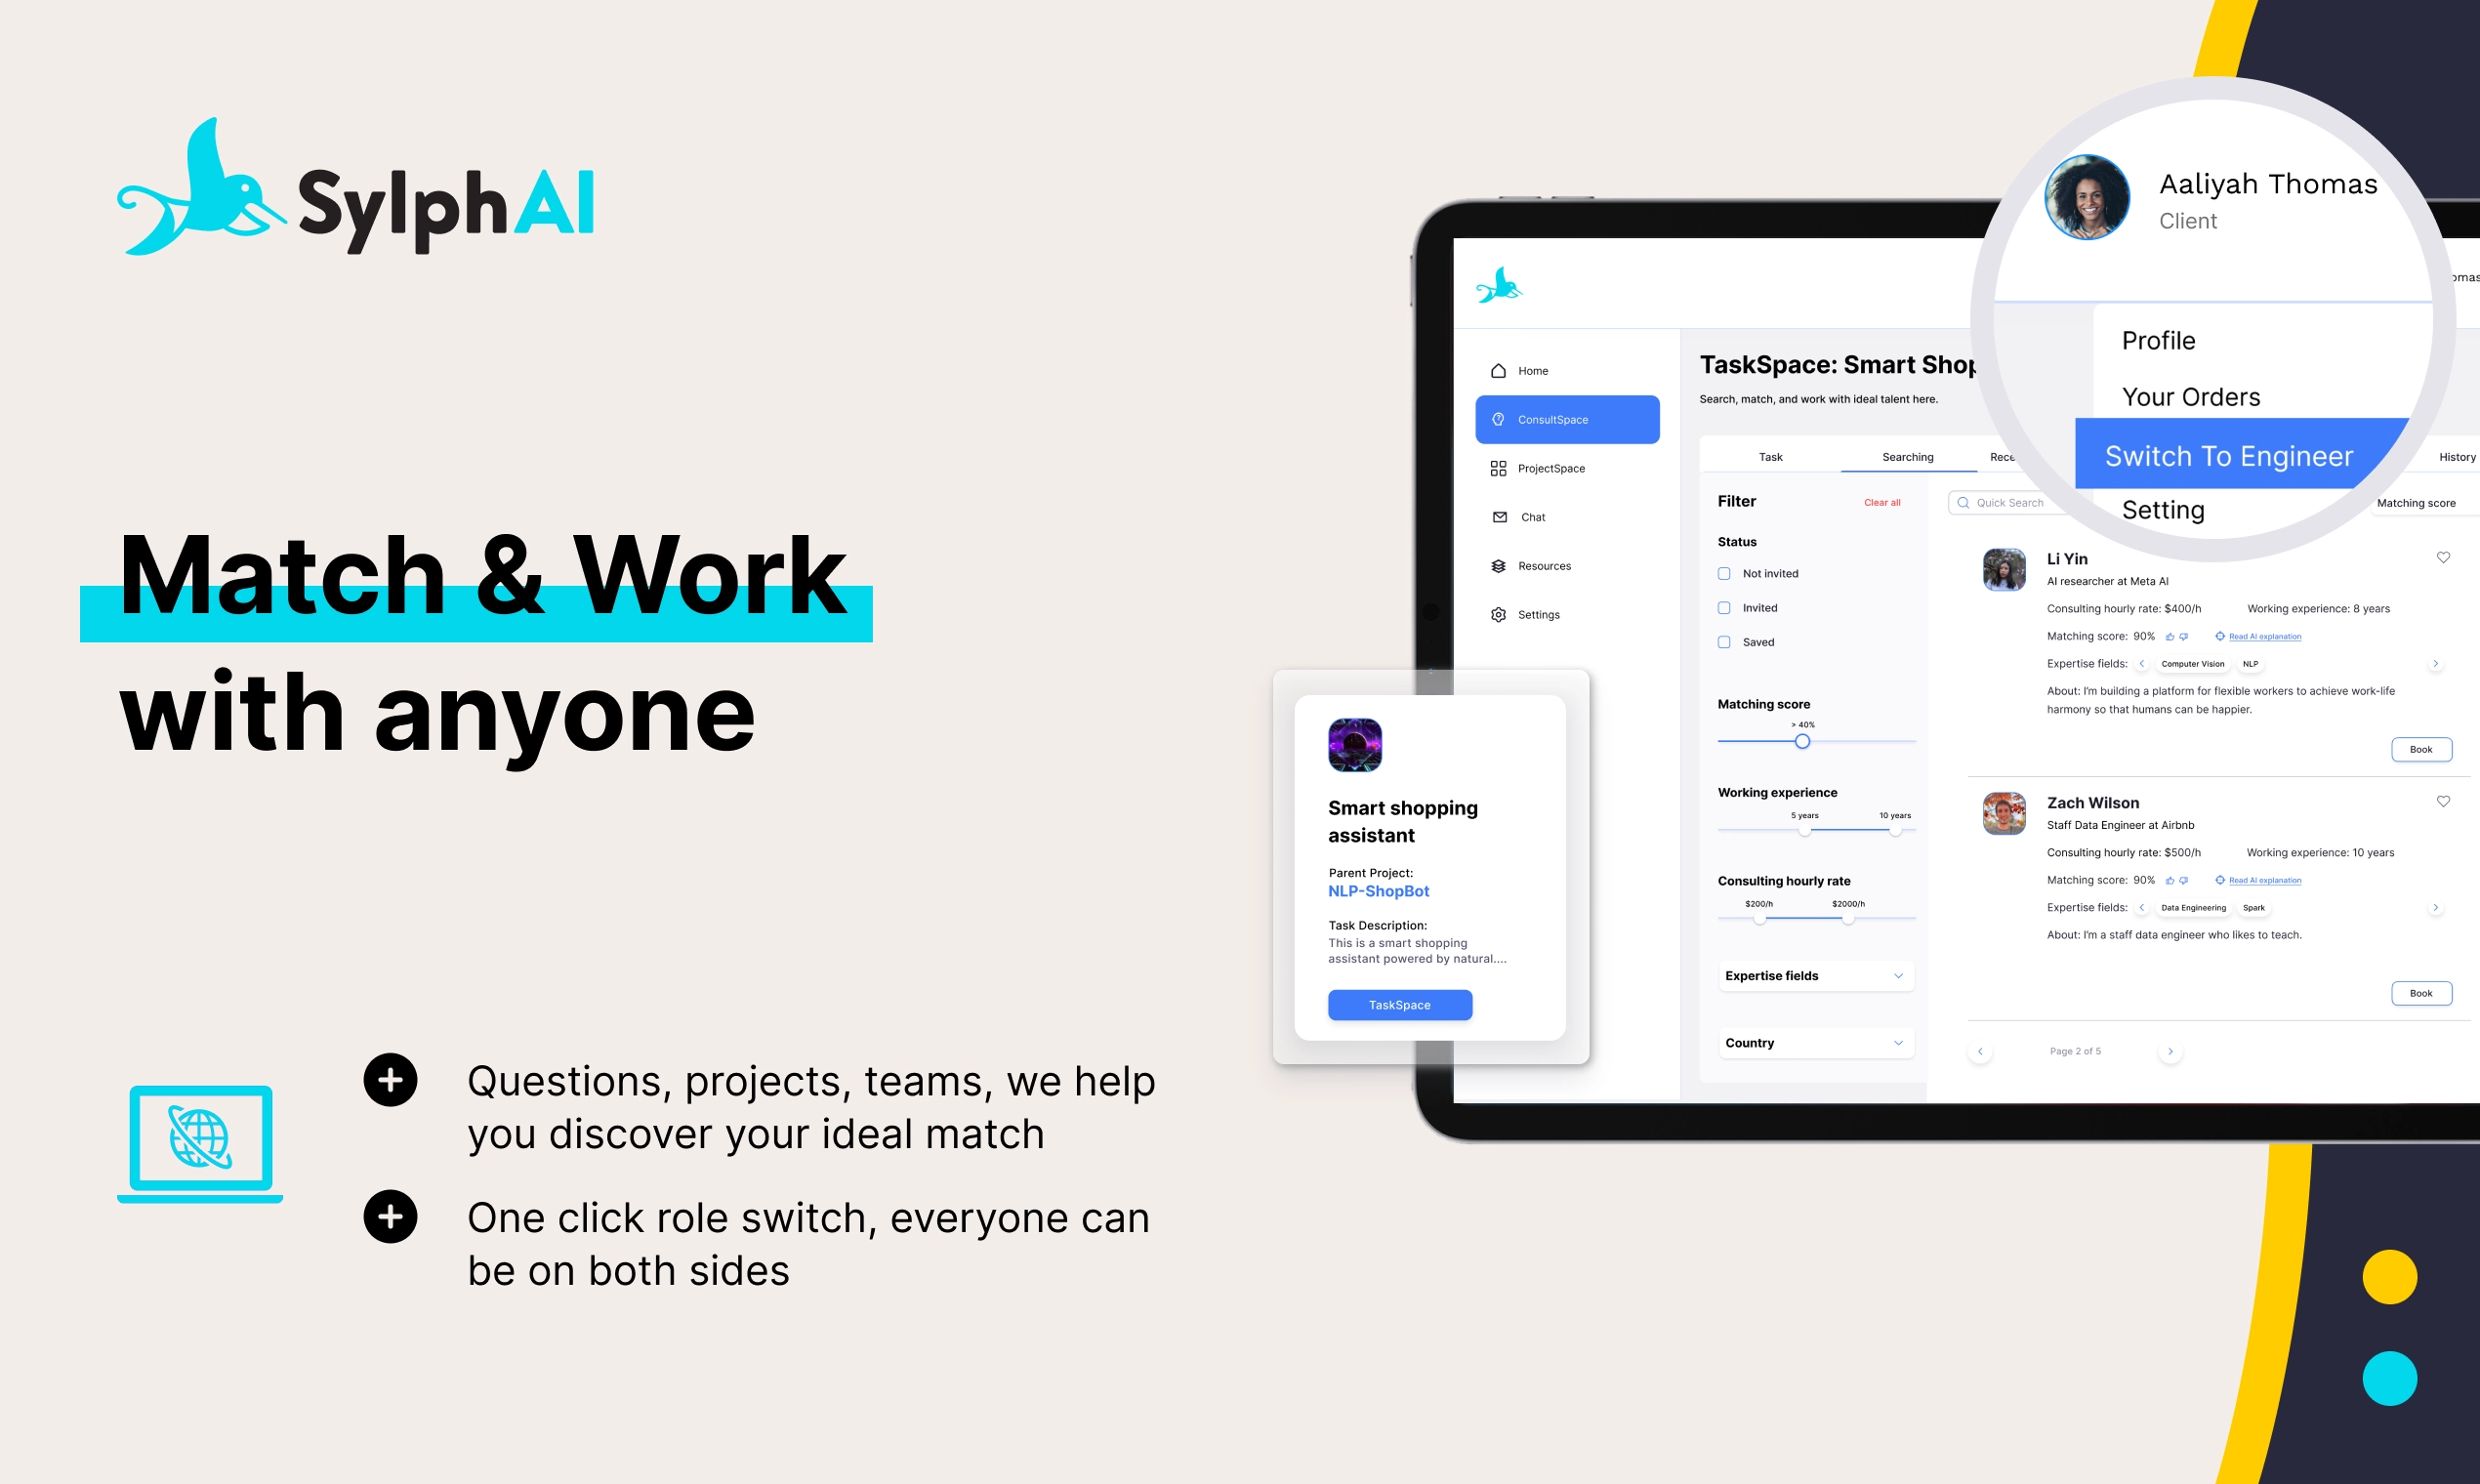 SylphAI
Match & Work
with anyone
Questions, projects, teams, we help
you discover your ideal match
One click role switch, everyone can
be on both sides
Aaliyah Thomas
Client
Profile
Your Orders
Switch To Engineer
Setting
Home
ConsultSpace
ProjectSpace
Chat
Resources
Settings
TaskSpace: Smart Shop
Search, match, and work with ideal talent here.
Task
Searching
Rece
History
Filter
Clear all
Status
Not invited
Invited
Saved
Matching score
> 40%
Working experience
5 years
10 years
Consulting hourly rate
$200/h
$2000/h
Expertise fields
Country
Quick Search
Matching score
Li Yin
AI researcher at Meta AI
Consulting hourly rate: $400/h
Working experience: 8 years
Matching score: 90%
Read AI explanation
Expertise fields:
Computer Vision
NLP
About: I'm building a platform for flexible workers to achieve work-life
harmony so that humans can be happier.
Book
Zach Wilson
Staff Data Engineer at Airbnb
Consulting hourly rate: $500/h
Working experience: 10 years
Matching score: 90%
Read AI explanation
Expertise fields:
Data Engineering
Spark
About: I'm a staff data engineer who likes to teach.
Book
Page 2 of 5
Smart shopping
assistant
Parent Project:
NLP-ShopBot
Task Description:
This is a smart shopping
assistant powered by natural....
TaskSpace